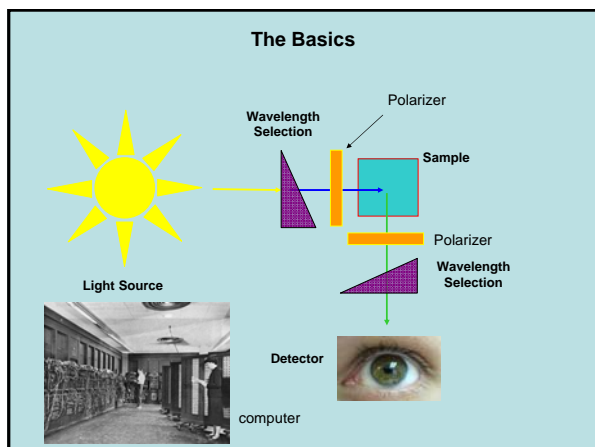 The Basics
Polarizer
Wavelength
Selection
Sample
Polarizer
Wavelength
Selection
Light Source
Detector
computer